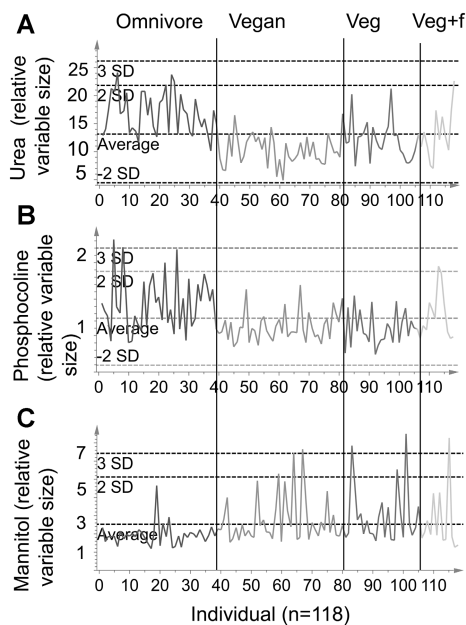 Omnivore Vegan Veg Veg+f
A
Urea (relative
variable size)
25
20
15
10
5
3 SD
2 SD
Average
-2 SD
0 10 20 30 40 50 60 70 80 90 100 110
B
Phosphocoline
(relative variable
size)
2
1
3 SD
2 SD
Average
-2 SD
0 10 20 30 40 50 60 70 80 90 100 110
C
Mannitol (relative
variable size)
7
5
3
1
3 SD
2 SD
Average
0 10 20 30 40 50 60 70 80 90 100 110
Individual (n=118)